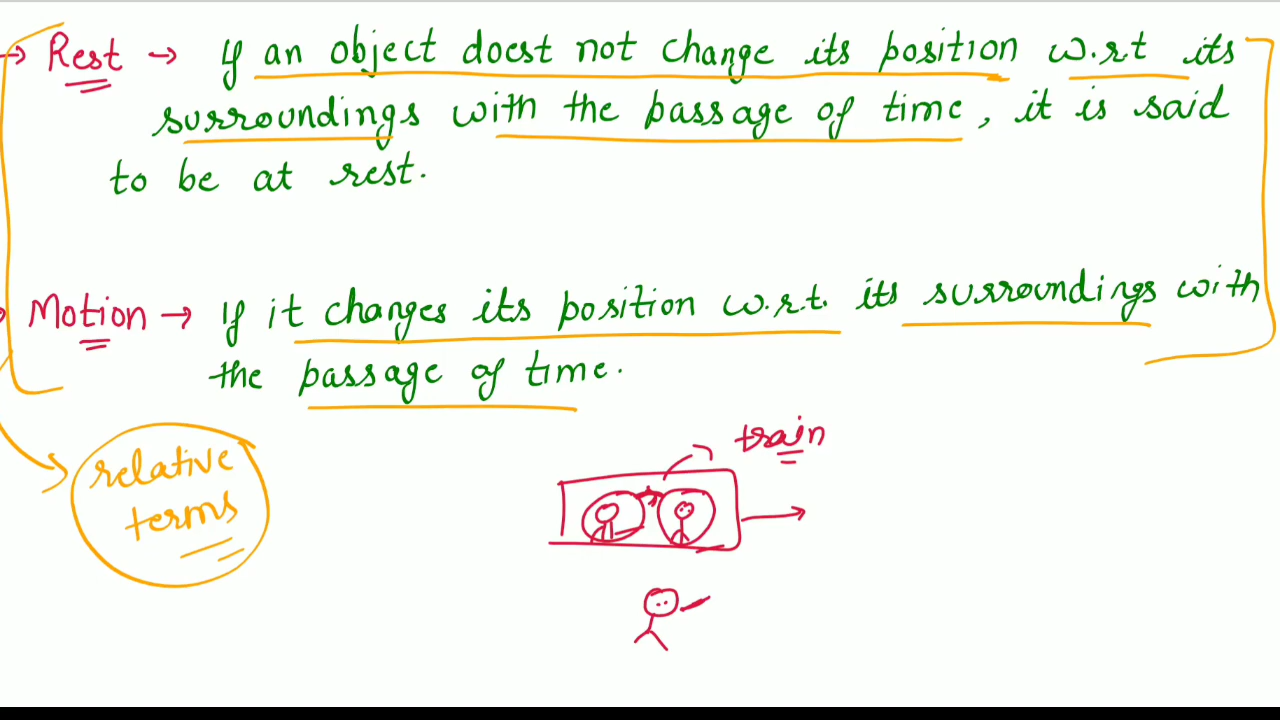 → Rest → If an object doest not change its position w.r.t its
surroundings with the passage of time, it is said
to be at rest.
Motion → If it changes its position w.r.t. its surroundings with
the passage of time.
relative
terms
train